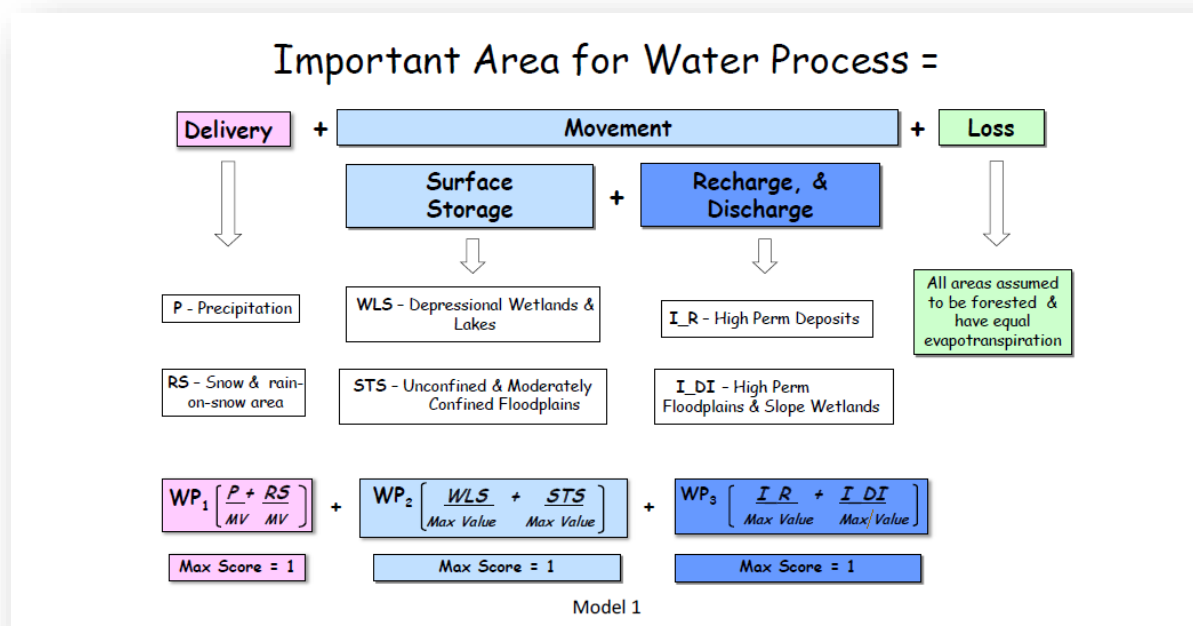 Important Area for Water Process =
Delivery + Movement + Loss
Surface
Storage
+
Recharge, &
Discharge
P - Precipitation
RS - Snow & rain-
on-snow area
WLS - Depressional Wetlands &
Lakes
STS - Unconfined & Moderately
Confined Floodplains
I_R - High Perm Deposits
I_DI - High Perm
Floodplains & Slope Wetlands
All areas assumed
to be forested &
have equal
evapotranspiration
WP1 [ P + RS ]
MV MV
+
WP2 [ WLS + STS ]
Max Value Max Value
+
WP3 [ I_R + I_DI ]
Max Value Max/Value
Max Score = 1
Max Score = 1
Max Score = 1
Model 1